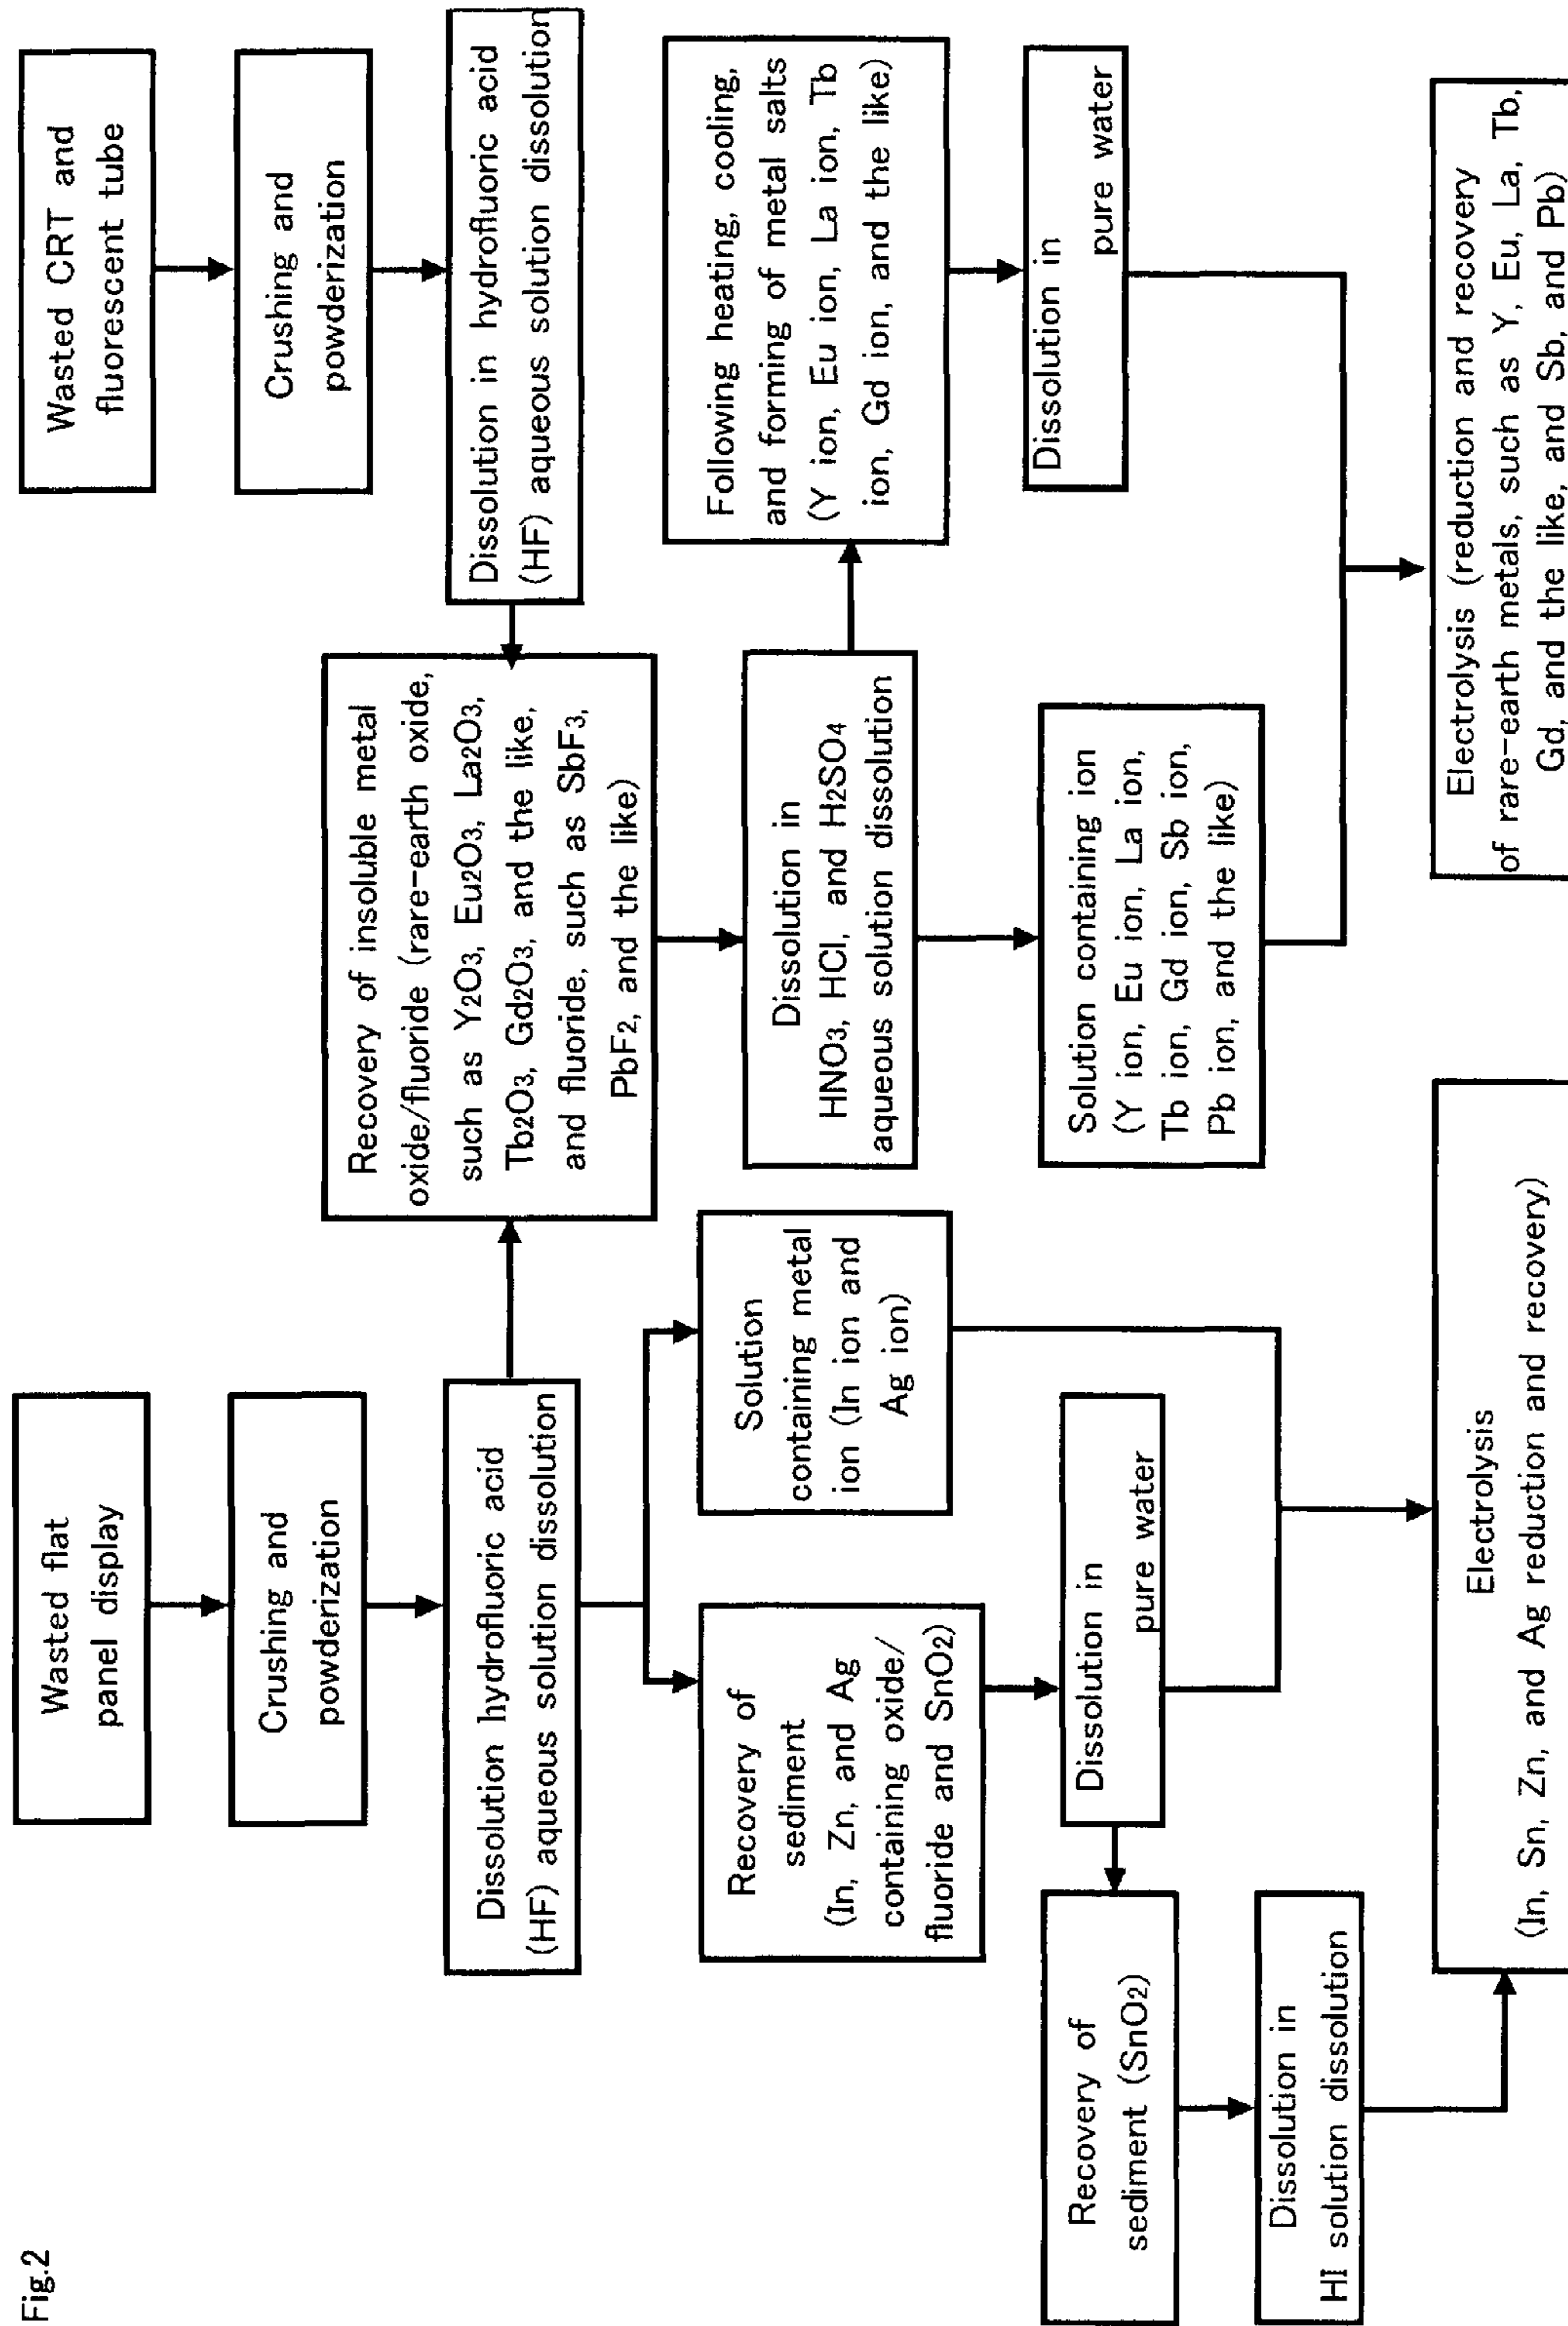 Fig.2
Wasted flat
panel display
Crushing and
powderization
Dissolution hydrofluoric acid
(HF) aqueous solution dissolution
Recovery of
sediment
(In, Zn, and Ag
containing oxide/
fluoride and SnO2)
Solution
containing metal
ion (In ion and
Ag ion)
Dissolution in
pure water
Recovery of
sediment (SnO2)
Dissolution in
HI solution dissolution
Electrolysis
(In, Sn, Zn, and Ag reduction and recovery)
Wasted CRT and
fluorescent tube
Crushing and
powderization
Dissolution in hydrofluoric acid
(HF) aqueous solution dissolution
Recovery of insoluble metal
oxide/fluoride (rare-earth oxide,
such as Y2O3, Eu2O3, La2O3,
Tb2O3, Gd2O3, and the like,
and fluoride, such as SbF3,
PbF2, and the like)
Dissolution in
HNO3, HCl, and H2SO4
aqueous solution dissolution
Following heating, cooling,
and forming of metal salts
(Y ion, Eu ion, La ion, Tb
ion, Gd ion, and the like)
Solution containing ion
(Y ion, Eu ion, La ion,
Tb ion, Gd ion, Sb ion,
Pb ion, and the like)
Dissolution in
pure water
Electrolysis (reduction and recovery
of rare-earth metals, such as Y, Eu, La, Tb,
Gd, and the like, and Sb, and Pb)